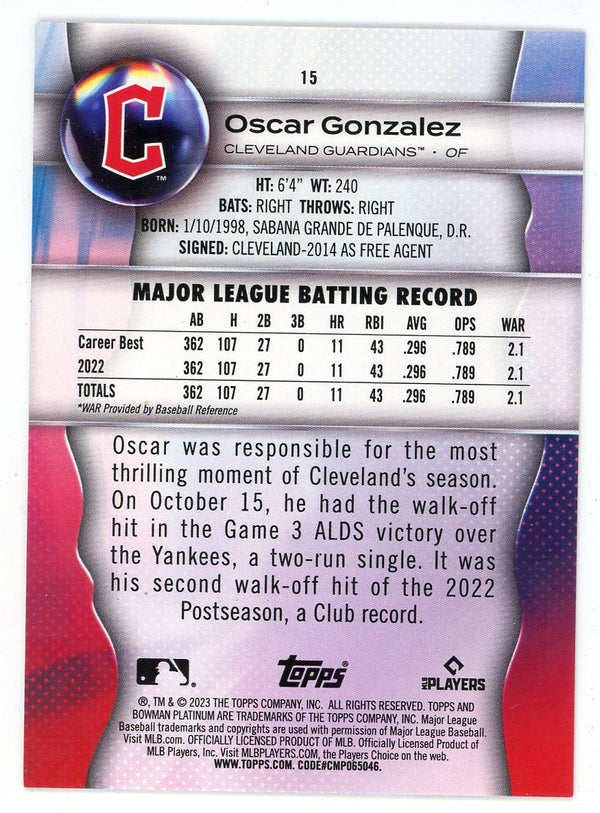 15
C
TM
Oscar Gonzalez
CLEVELAND GUARDIANS™ · OF
HT: 6'4" WT: 240
BATS: RIGHT THROWS: RIGHT
BORN: 1/10/1998, SABANA GRANDE DE PALENQUE, D.R.
SIGNED: CLEVELAND-2014 AS FREE AGENT
MAJOR LEAGUE BATTING RECORD
AB H 2B 3B HR RBI AVG OPS WAR
Career Best 362 107 27 0 11 43 .296 .789 2.1
2022 362 107 27 0 11 43 .296 .789 2.1
TOTALS 362 107 27 0 11 43 .296 .789 2.1
*WAR Provided by Baseball Reference
Oscar was responsible for the most
thrilling moment of Cleveland's season.
On October 15, he had the walk-off
hit in the Game 3 ALDS victory over
the Yankees, a two-run single. It was
his second walk-off hit of the 2022
Postseason, a Club record.
Topps®
MLB PLAYERS
®, TM & © 2023 THE TOPPS COMPANY, INC. ALL RIGHTS RESERVED. TOPPS AND
BOWMAN PLATINUM ARE TRADEMARKS OF THE TOPPS COMPANY, INC. Major League
Baseball trademarks and copyrights are used with permission of Major League Baseball.
Visit MLB.com. OFFICIALLY LICENSED PRODUCT OF MLB. Officially Licensed Product of
MLB Players, Inc. Visit MLBPLAYERS.COM, the Players Choice on the web.
WWW.TOPPS.COM. CODE#CMP065046.